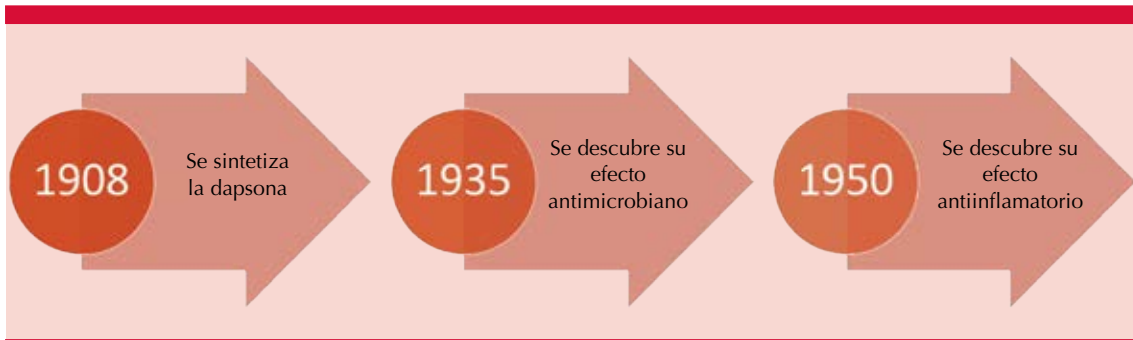 1908
Se sintetiza
la dapsona
1935
Se descubre su
efecto
antimicrobiano
1950
Se descubre su
efecto
antiinflamatorio